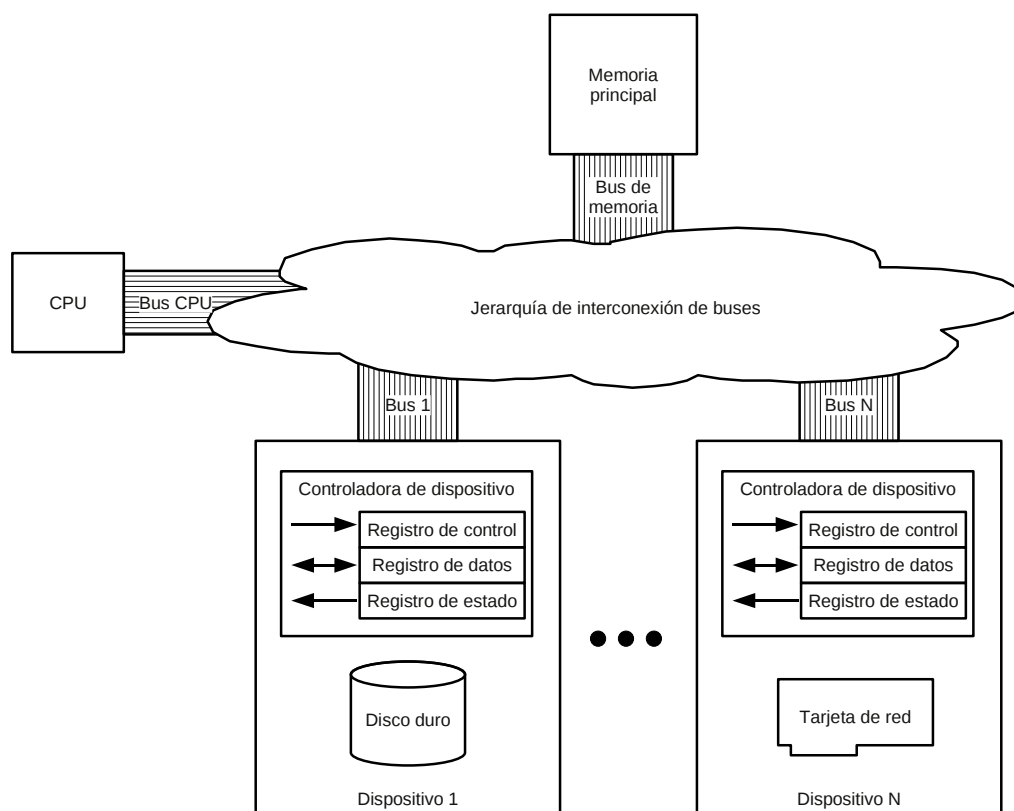 Memoria
principal
Bus de
memoria
CPU
Bus CPU
Jerarquía de interconexión de buses
Bus 1
Bus N
Controladora de dispositivo
Registro de control
Registro de datos
Registro de estado
Disco duro
Dispositivo 1
Controladora de dispositivo
Registro de control
Registro de datos
Registro de estado
Tarjeta de red
Dispositivo N